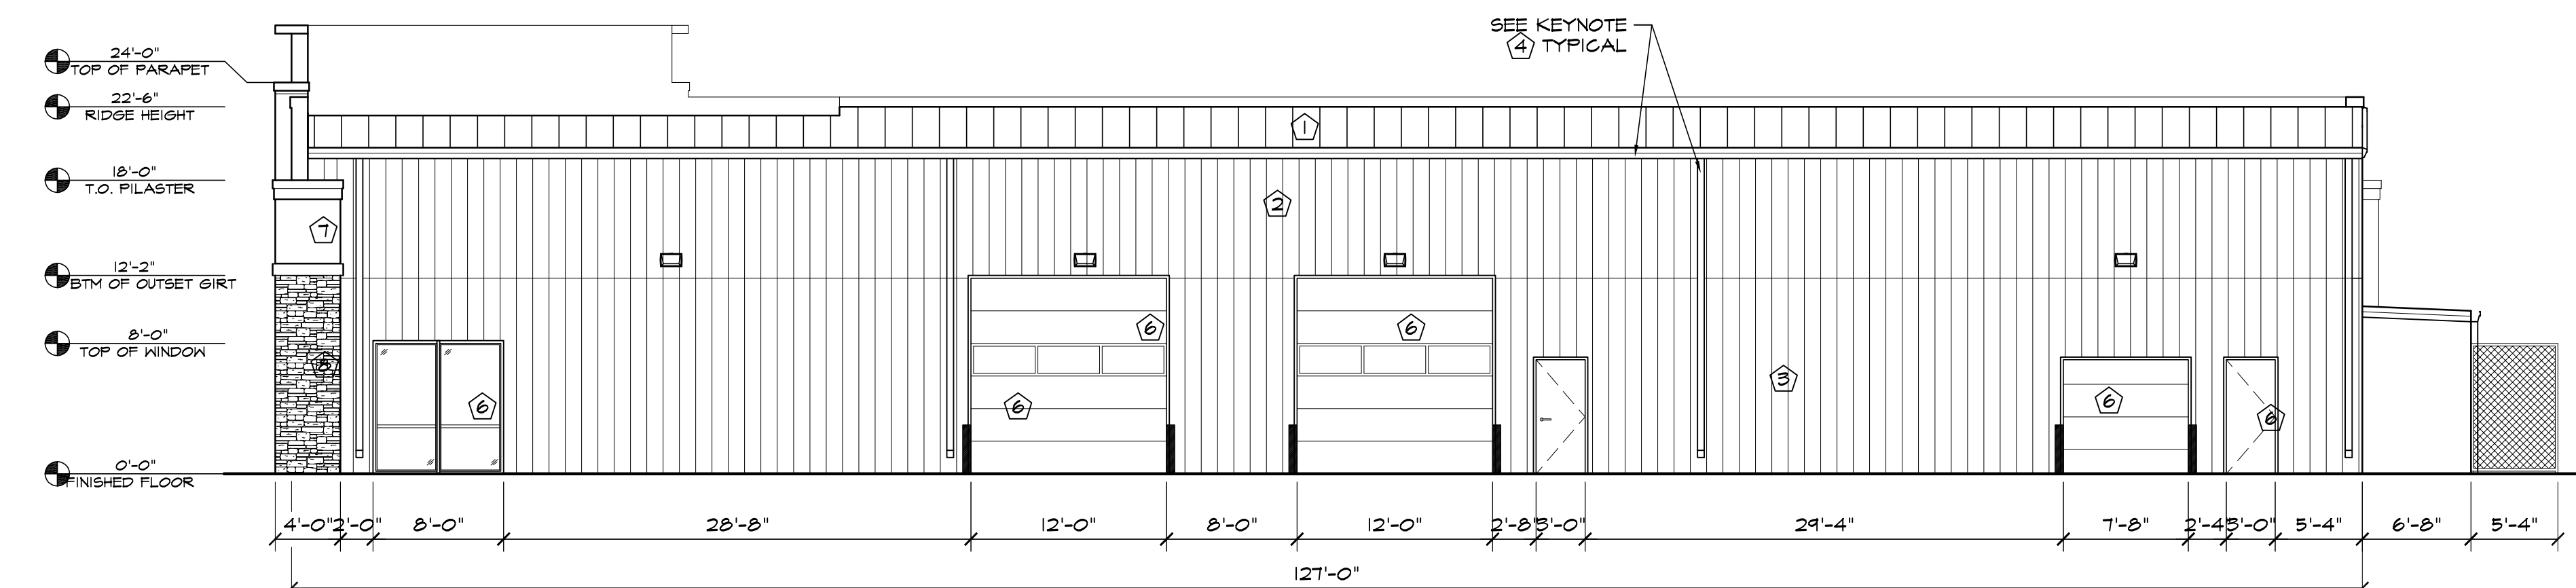 SEE KEYNOTE
4 TYPICAL
24'-0"
TOP OF PARAPET
22'-6"
RIDGE HEIGHT
1
18'-0"
T.O. PILASTER
2
7
12'-2"
BTM OF OUTSET GIRT
8'-0"
TOP OF WINDOW
6
6
8
3
6
6
6
6
0'-0"
FINISHED FLOOR
4'-0" 2'-0" 8'-0" 28'-8" 12'-0" 8'-0" 12'-0" 2'-8" 3'-0" 29'-4" 7'-8" 2'-4" 3'-0" 5'-4" 6'-8" 5'-4"
127'-0"